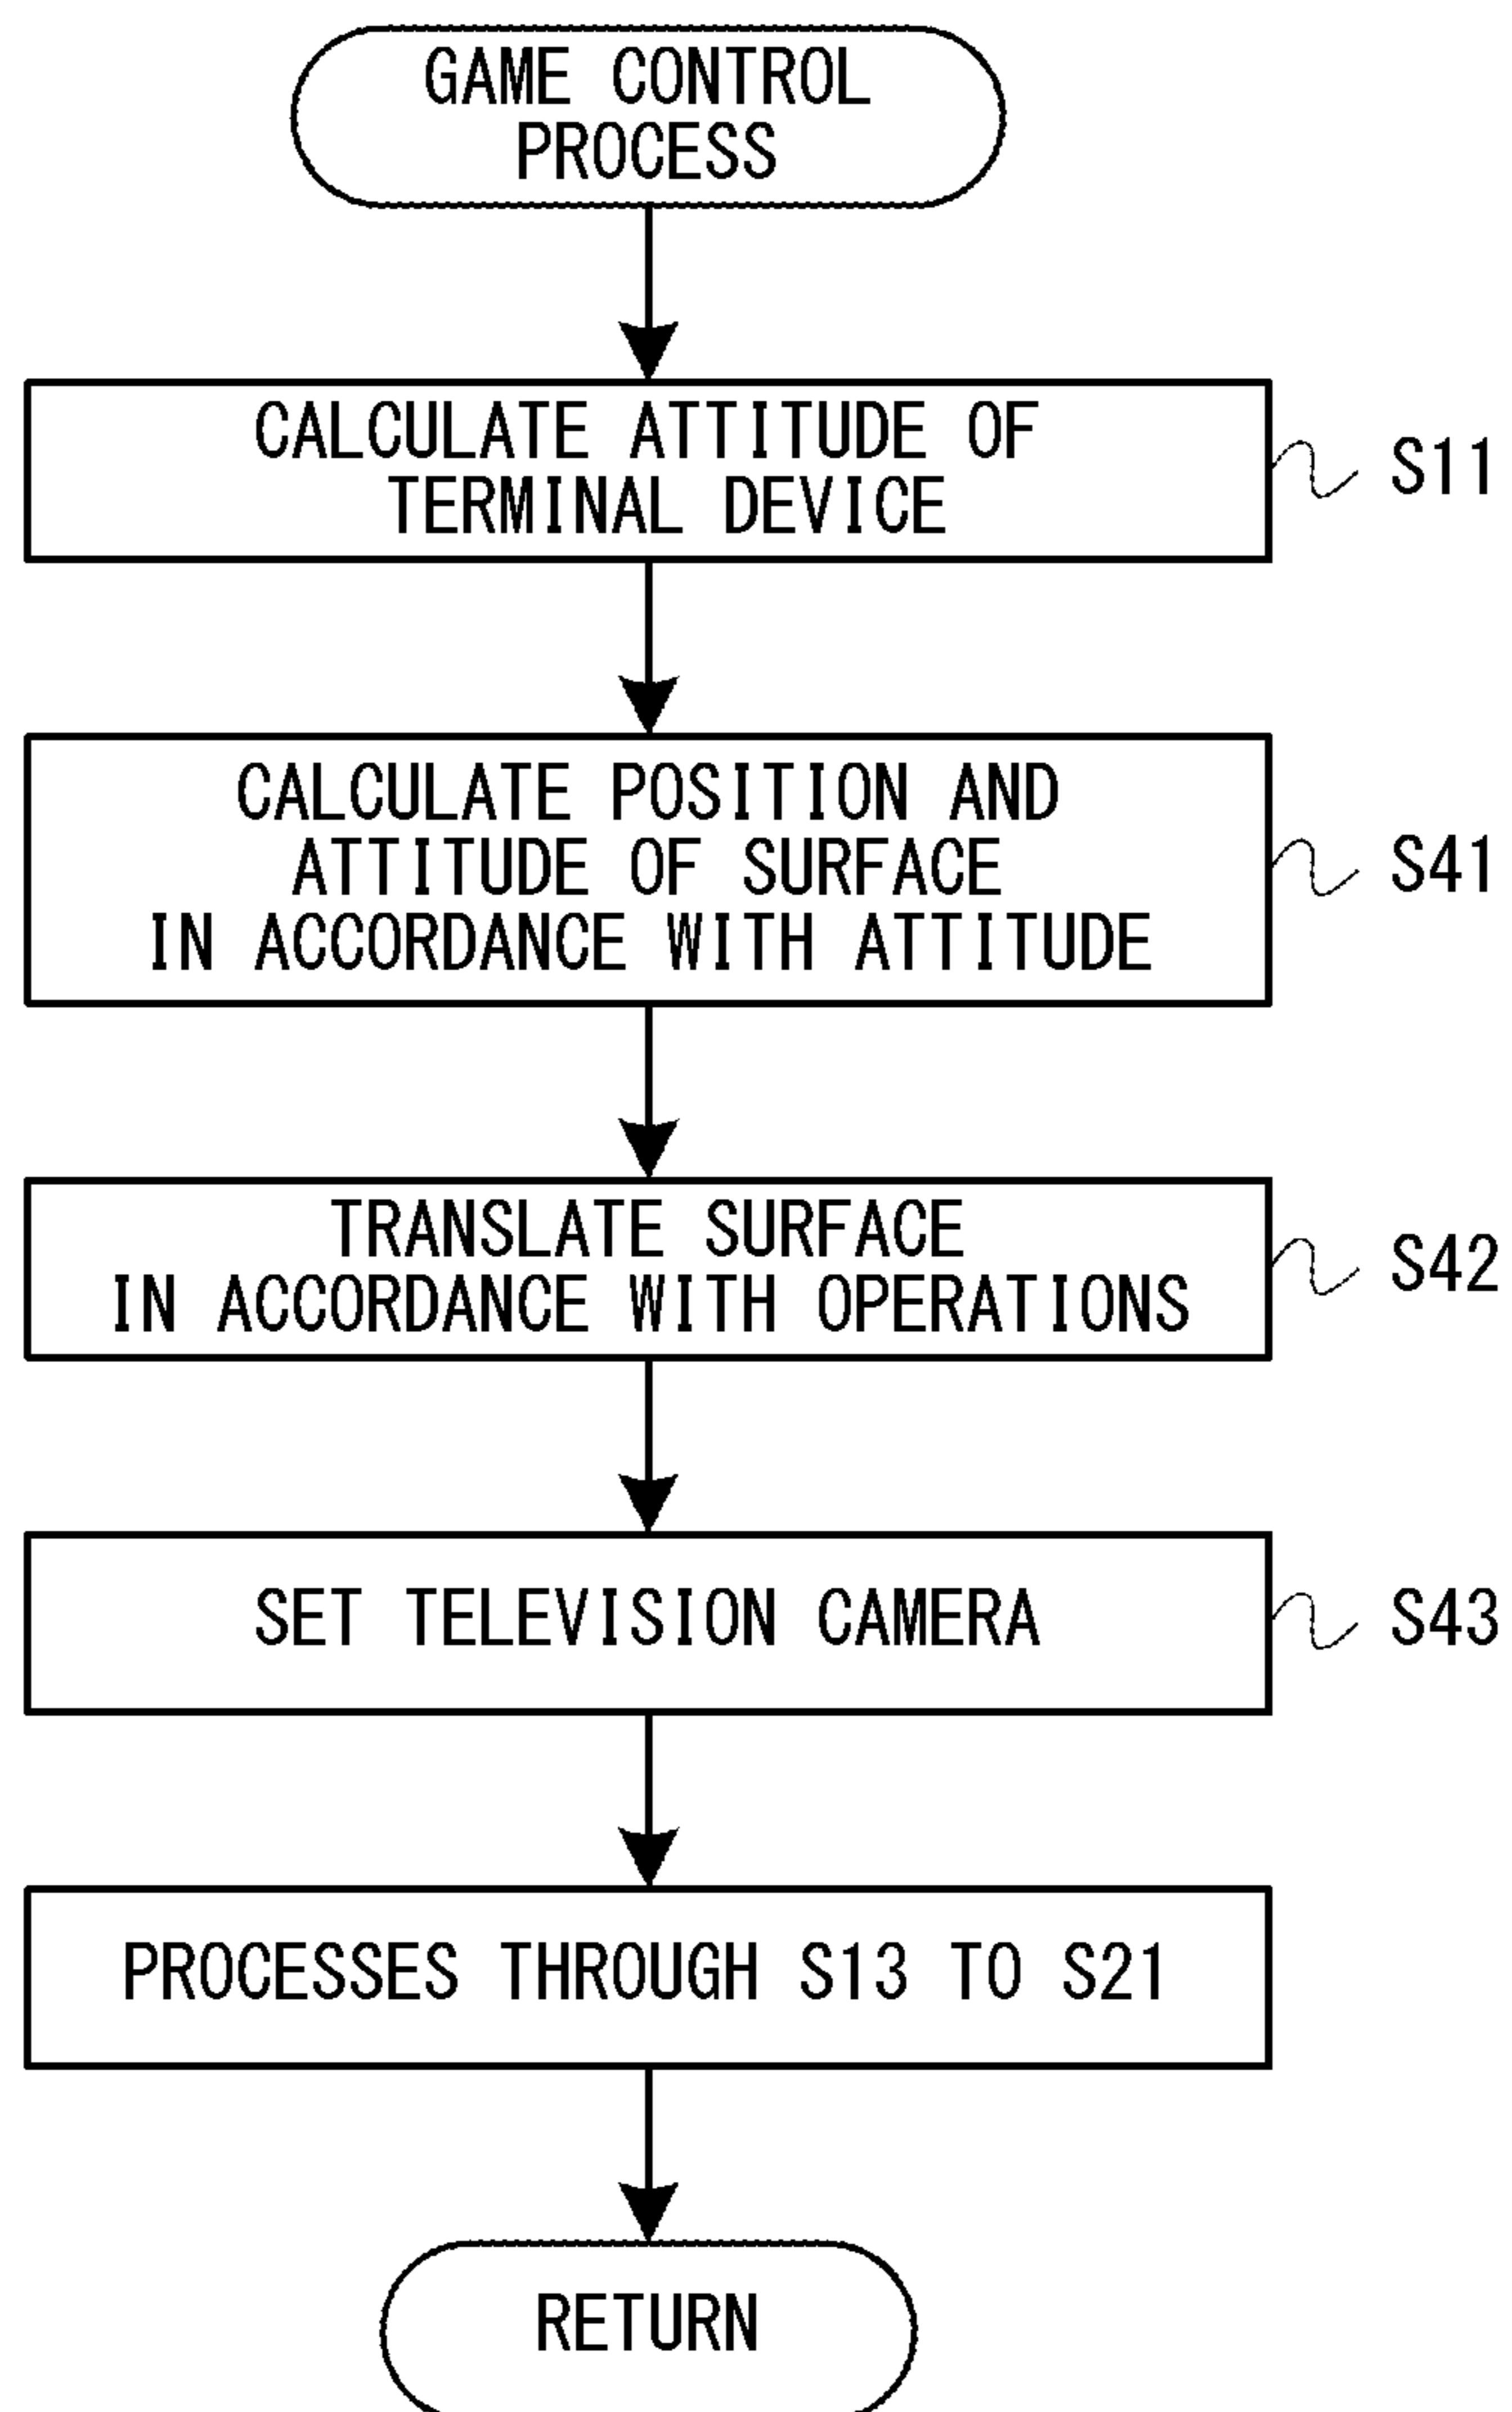 GAME CONTROL
PROCESS
CALCULATE ATTITUDE OF
TERMINAL DEVICE
S11
CALCULATE POSITION AND
ATTITUDE OF SURFACE
IN ACCORDANCE WITH ATTITUDE
S41
TRANSLATE SURFACE
IN ACCORDANCE WITH OPERATIONS
S42
SET TELEVISION CAMERA
S43
PROCESSES THROUGH S13 TO S21
RETURN